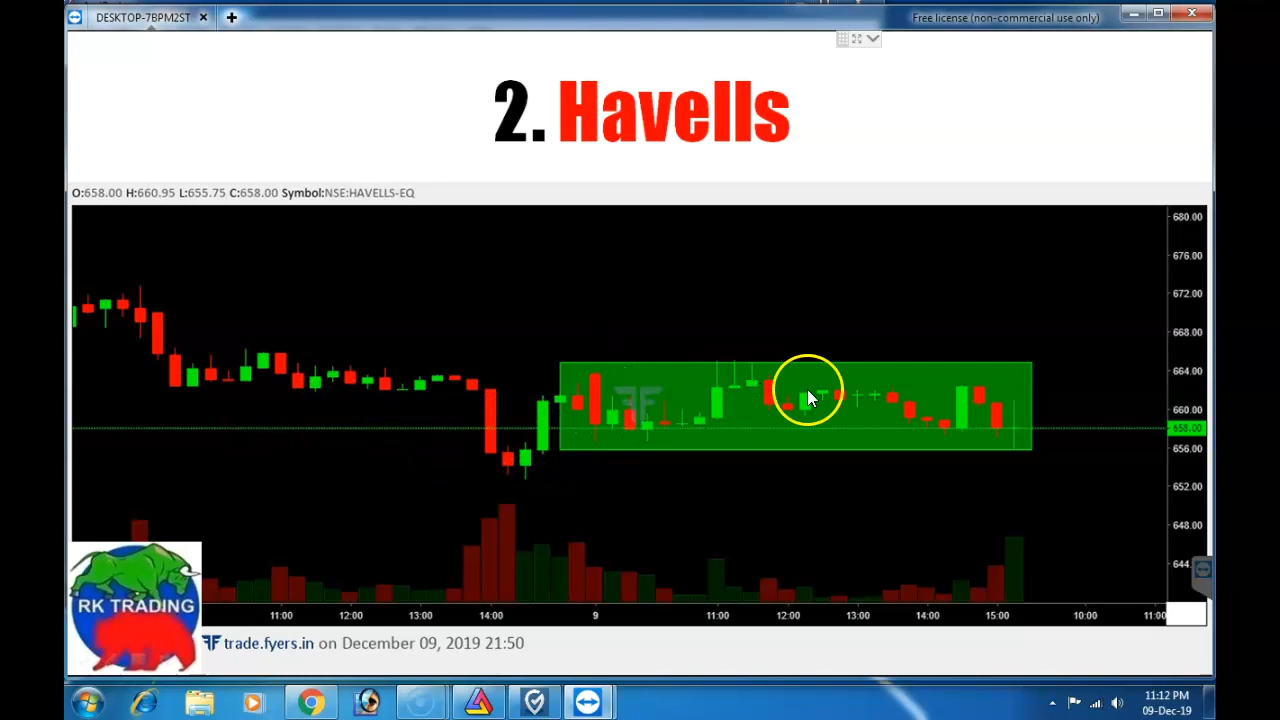 DESKTOP-7BPM2ST
Free license (non-commercial use only)
2. Havells
O:658.00 H:660.95 L:655.75 C:658.00 Symbol:NSE:HAVELLS-EQ
680.00
676.00
672.00
668.00
664.00
660.00
658.00
656.00
652.00
648.00
644.
RK TRADING
11:00 12:00 13:00 14:00 9 11:00 12:00 13:00 14:00 15:00 10:00 11:00
trade.fyers.in on December 09, 2019 21:50
11:12 PM
09-Dec-19